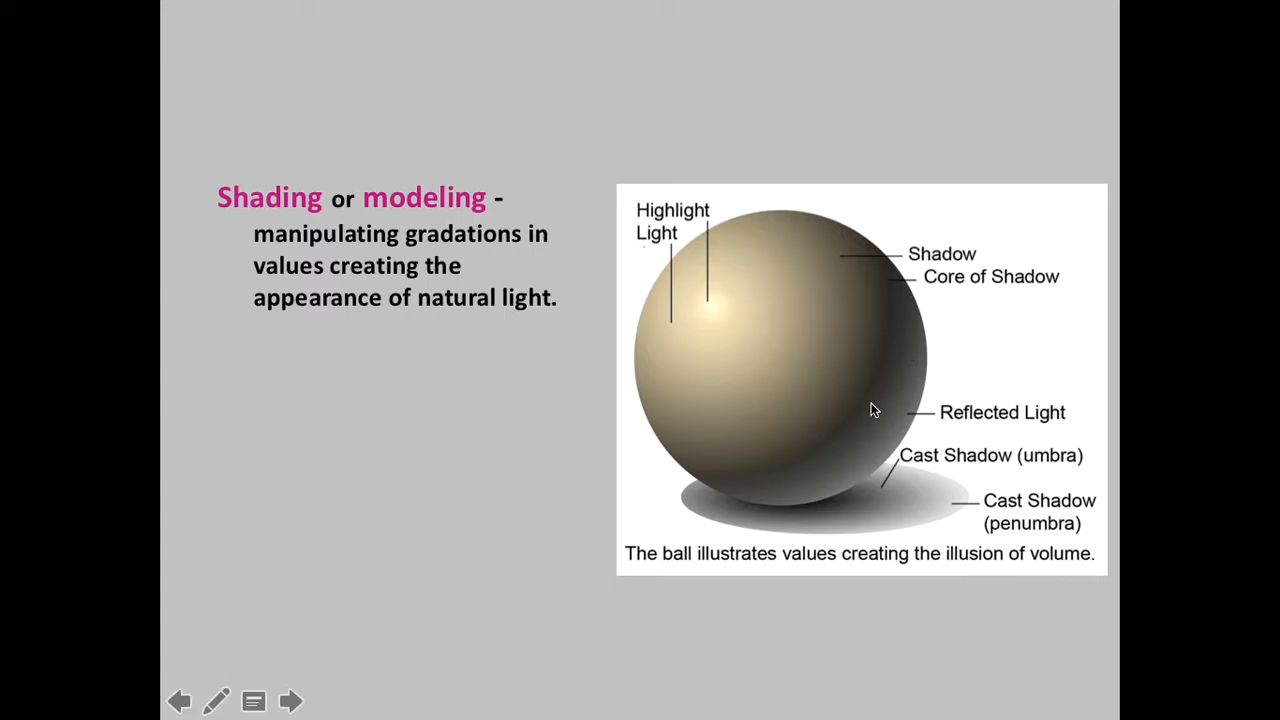 Shading or modeling -
manipulating gradations in
values creating the
appearance of natural light.
Highlight
Light
Shadow
Core of Shadow
Reflected Light
Cast Shadow (umbra)
Cast Shadow
(penumbra)
The ball illustrates values creating the illusion of volume.